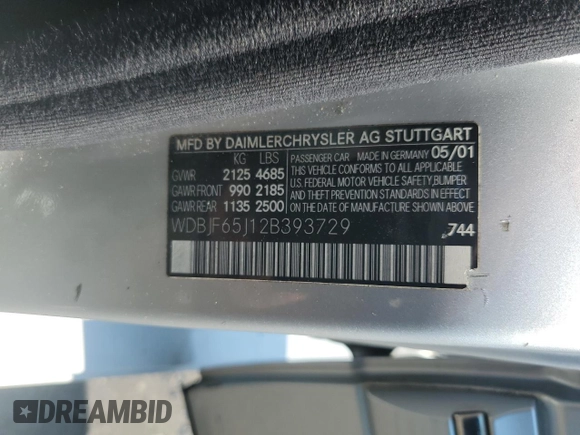 MFD BY DAIMLERCHRYSLER AG STUTTGART
KG LBS
GVWR 2125 4685
GAWR FRONT 990 2185
GAWR REAR 1135 2500
PASSENGER CAR MADE IN GERMANY 05/01
THIS VEHICLE CONFORMS TO ALL APPLICABLE
U.S. FEDERAL MOTOR VEHICLE SAFETY, BUMPER
AND THEFT PREVENTION STANDARDS IN EFFECT ON THE
DATE OF MANUFACTURE SHOWN ABOVE.
WDBJF65J12B393729
744
DREAMBID